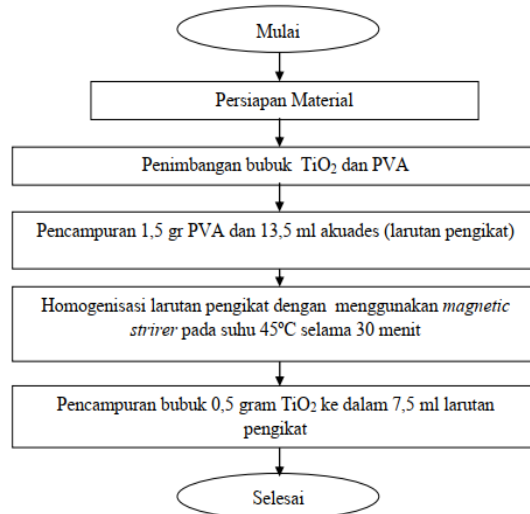 Mulai
Persiapan Material
Penimbangan bubuk TiO₂ dan PVA
Pencampuran 1,5 gr PVA dan 13,5 ml akuades (larutan pengikat)
Homogenisasi larutan pengikat dengan menggunakan magnetic
strirer pada suhu 45⁰C selama 30 menit
Pencampuran bubuk 0,5 gram TiO₂ ke dalam 7,5 ml larutan
pengikat
Selesai